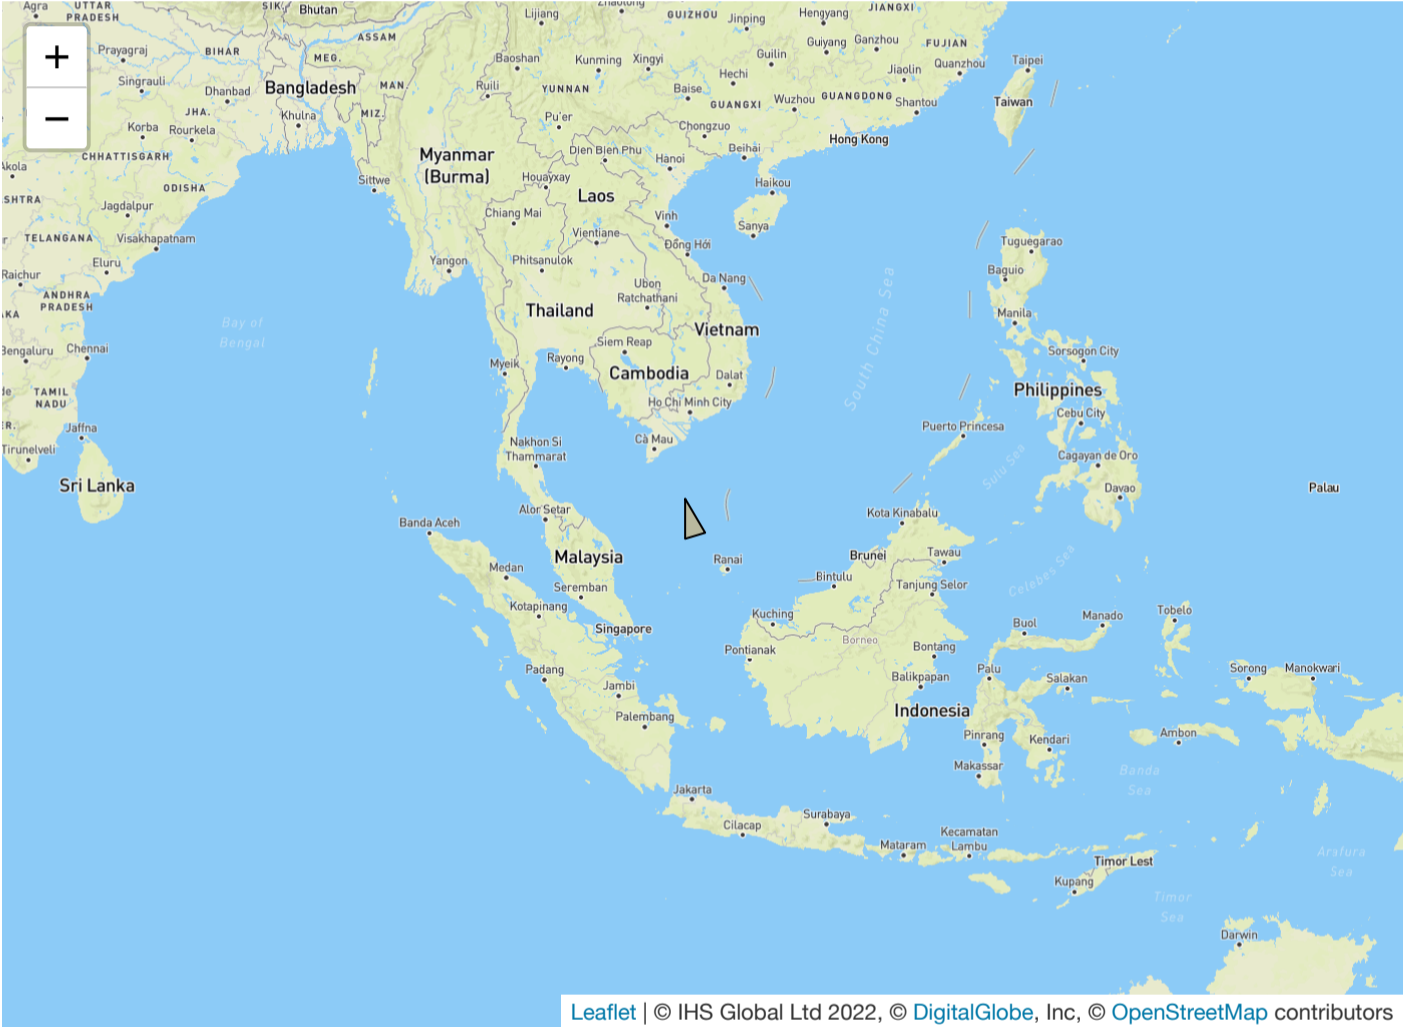 Agra
UTTAR
PRADESH
SIK.
Bhutan
Lijiang
Zhaotong
GUIZHOU
Jinping
Hengyang
JIANGXI
+
−
Prayagraj
BIHAR
ASSAM
MEG.
Baoshan
Kunming
Xingyi
Guilin
Guiyang
Ganzhou
FUJIAN
Quanzhou
Taipei
Singrauli
Dhanbad
Bangladesh
MAN.
Ruili
YUNNAN
Baise
Hechi
GUANGXI
Wuzhou
GUANGDONG
Jiaolin
Shantou
Taiwan
JHA.
Khulna
MIZ.
Korba
Rourkela
Pu'er
Chongzuo
Hong Kong
Akola
CHHATTISGARH
Myanmar
(Burma)
Dien Bien Phu
Hanoi
Beihai
ODISHA
Sittwe
Houayxay
Laos
Haikou
SHTRA
Jagdalpur
Chiang Mai
Vinh
Sanya
TELANGANA
Visakhapatnam
Vientiane
Đồng Hới
Tuguegarao
Raichur
Eluru
Yangon
Phitsanulok
Da Nang
Baguio
ANDHRA
PRADESH
Ubon
Ratchathani
South China Sea
AKA
Bay of
Bengal
Thailand
Vietnam
Manila
Bengaluru
Chennai
Siem Reap
Sorsogon City
Myeik
Rayong
Cambodia
Dalat
Philippines
de
TAMIL
NADU
Ho Chi Minh City
Cebu City
ER.
Jaffna
Cà Mau
Puerto Princesa
Tirunelveli
Nakhon Si
Thammarat
Sulu Sea
Cagayan de Oro
Sri Lanka
Davao
Palau
Banda Aceh
Alor Setar
Kota Kinabalu
Malaysia
Ranai
Brunei
Tawau
Medan
Bintulu
Tanjung Selor
Celebes Sea
Seremban
Kotapinang
Kuching
Singapore
Borneo
Buol
Manado
Tobelo
Pontianak
Bontang
Padang
Balikpapan
Palu
Salakan
Sorong
Manokwari
Jambi
Palembang
Indonesia
Pinrang
Kendari
Ambon
Makassar
Banda
Sea
Jakarta
Cilacap
Surabaya
Mataram
Kecamatan
Lambu
Timor Lest
Arafura
Sea
Kupang
Timor
Sea
Darwin
Leaflet | © IHS Global Ltd 2022, © DigitalGlobe, Inc, © OpenStreetMap contributors